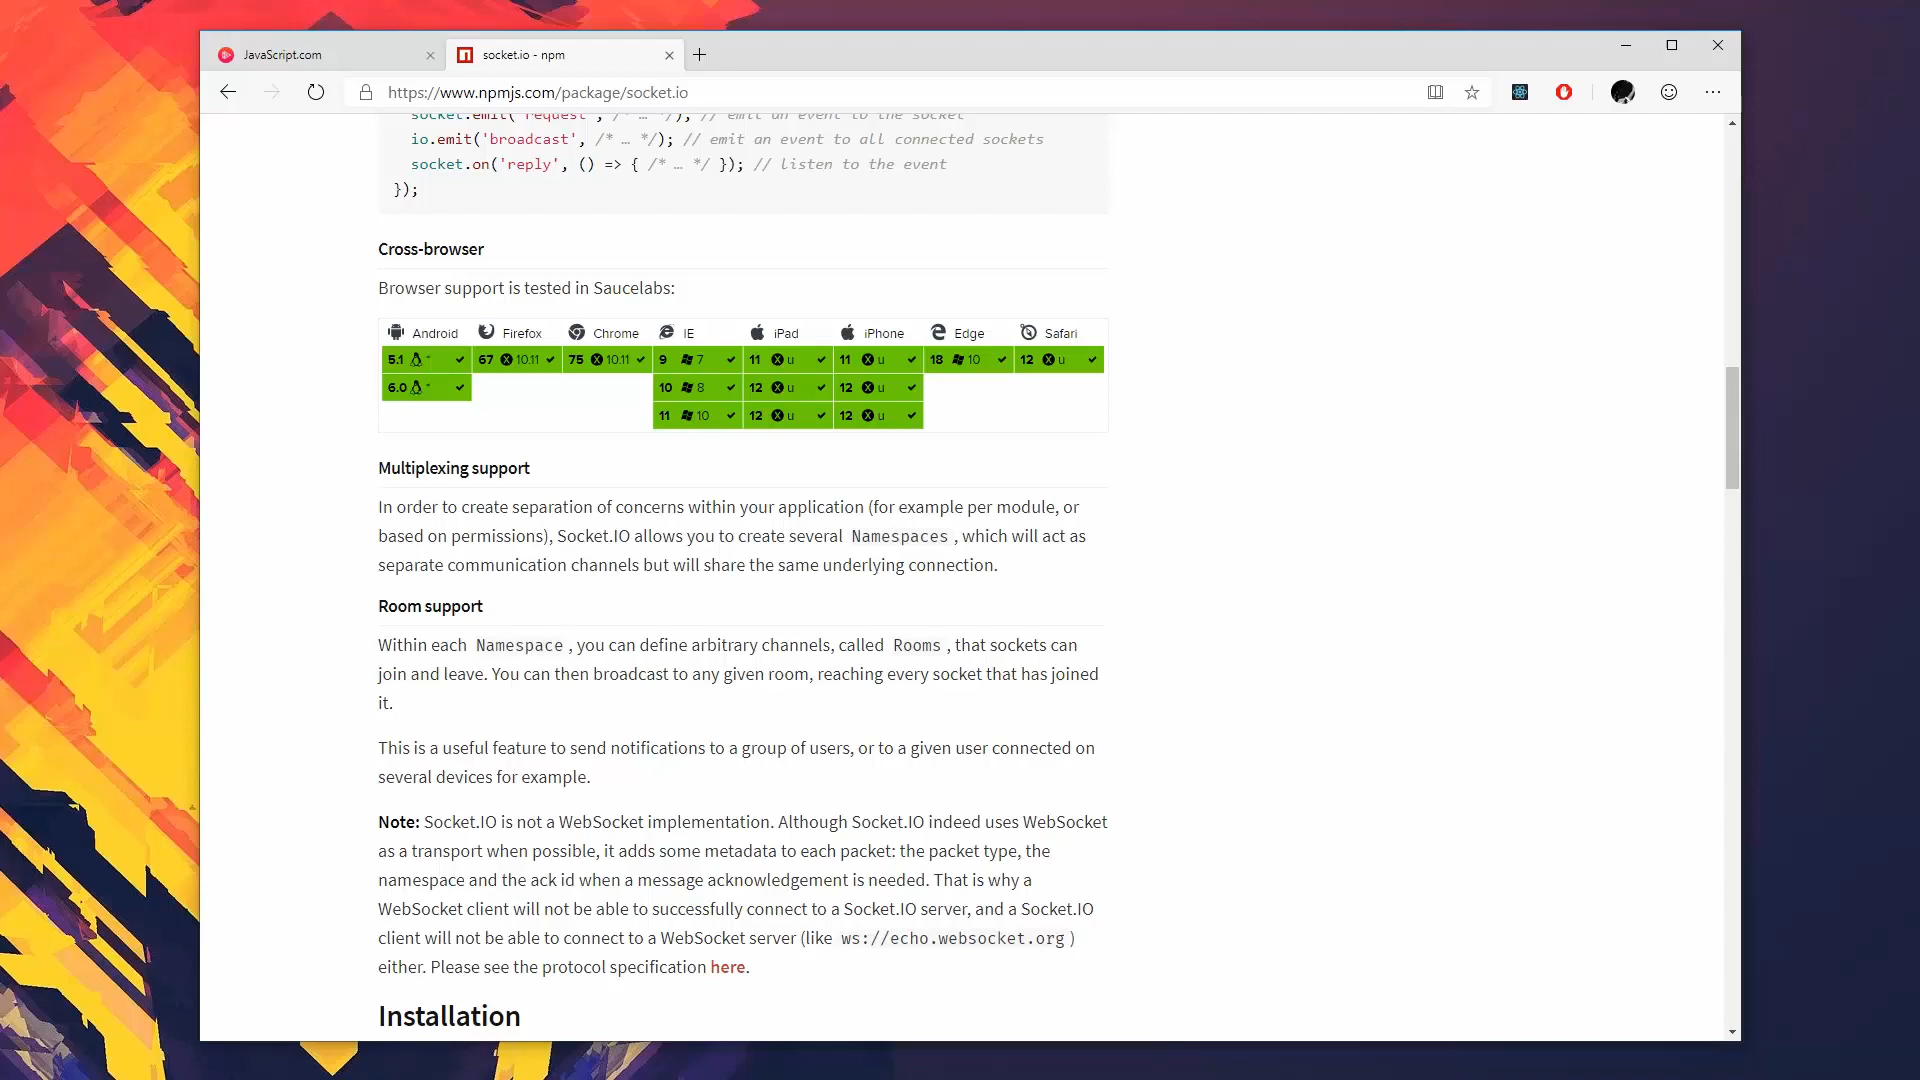 JavaScript.com
socket.io - npm
https://www.npmjs.com/package/socket.io
socket.emit('request', /* … */); // emit an event to the socket
io.emit('broadcast', /* … */); // emit an event to all connected sockets
socket.on('reply', () => { /* … */ }); // listen to the event
});
Cross-browser
Browser support is tested in Saucelabs:
Android Firefox Chrome IE iPad iPhone Edge Safari
5.1 * 67 10.11 75 10.11 9 7 11 u 11 u 18 10 12 u
6.0 * 10 8 12 u 12 u
11 10 12 u 12 u
Multiplexing support
In order to create separation of concerns within your application (for example per module, or
based on permissions), Socket.IO allows you to create several Namespaces , which will act as
separate communication channels but will share the same underlying connection.
Room support
Within each Namespace , you can define arbitrary channels, called Rooms , that sockets can
join and leave. You can then broadcast to any given room, reaching every socket that has joined
it.
This is a useful feature to send notifications to a group of users, or to a given user connected on
several devices for example.
Note: Socket.IO is not a WebSocket implementation. Although Socket.IO indeed uses WebSocket
as a transport when possible, it adds some metadata to each packet: the packet type, the
namespace and the ack id when a message acknowledgement is needed. That is why a
WebSocket client will not be able to successfully connect to a Socket.IO server, and a Socket.IO
client will not be able to connect to a WebSocket server (like ws://echo.websocket.org )
either. Please see the protocol specification here.
Installation